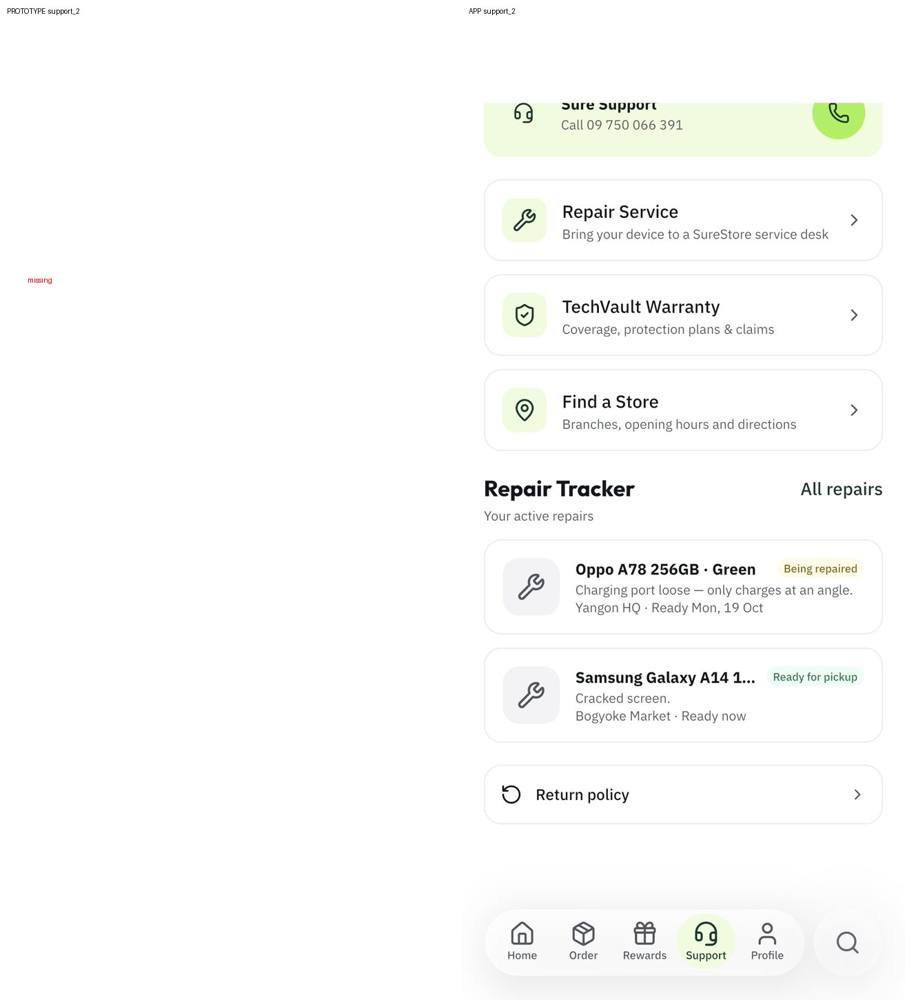 PROTOTYPE support_2
APP support_2
missing
Sure Support
Call 09 750 066 391
Repair Service
Bring your device to a SureStore service desk
TechVault Warranty
Coverage, protection plans & claims
Find a Store
Branches, opening hours and directions
Repair Tracker
All repairs
Your active repairs
Oppo A78 256GB · Green
Being repaired
Charging port loose — only charges at an angle.
Yangon HQ · Ready Mon, 19 Oct
Samsung Galaxy A14 1...
Ready for pickup
Cracked screen.
Bogyoke Market · Ready now
Return policy
Home
Order
Rewards
Support
Profile